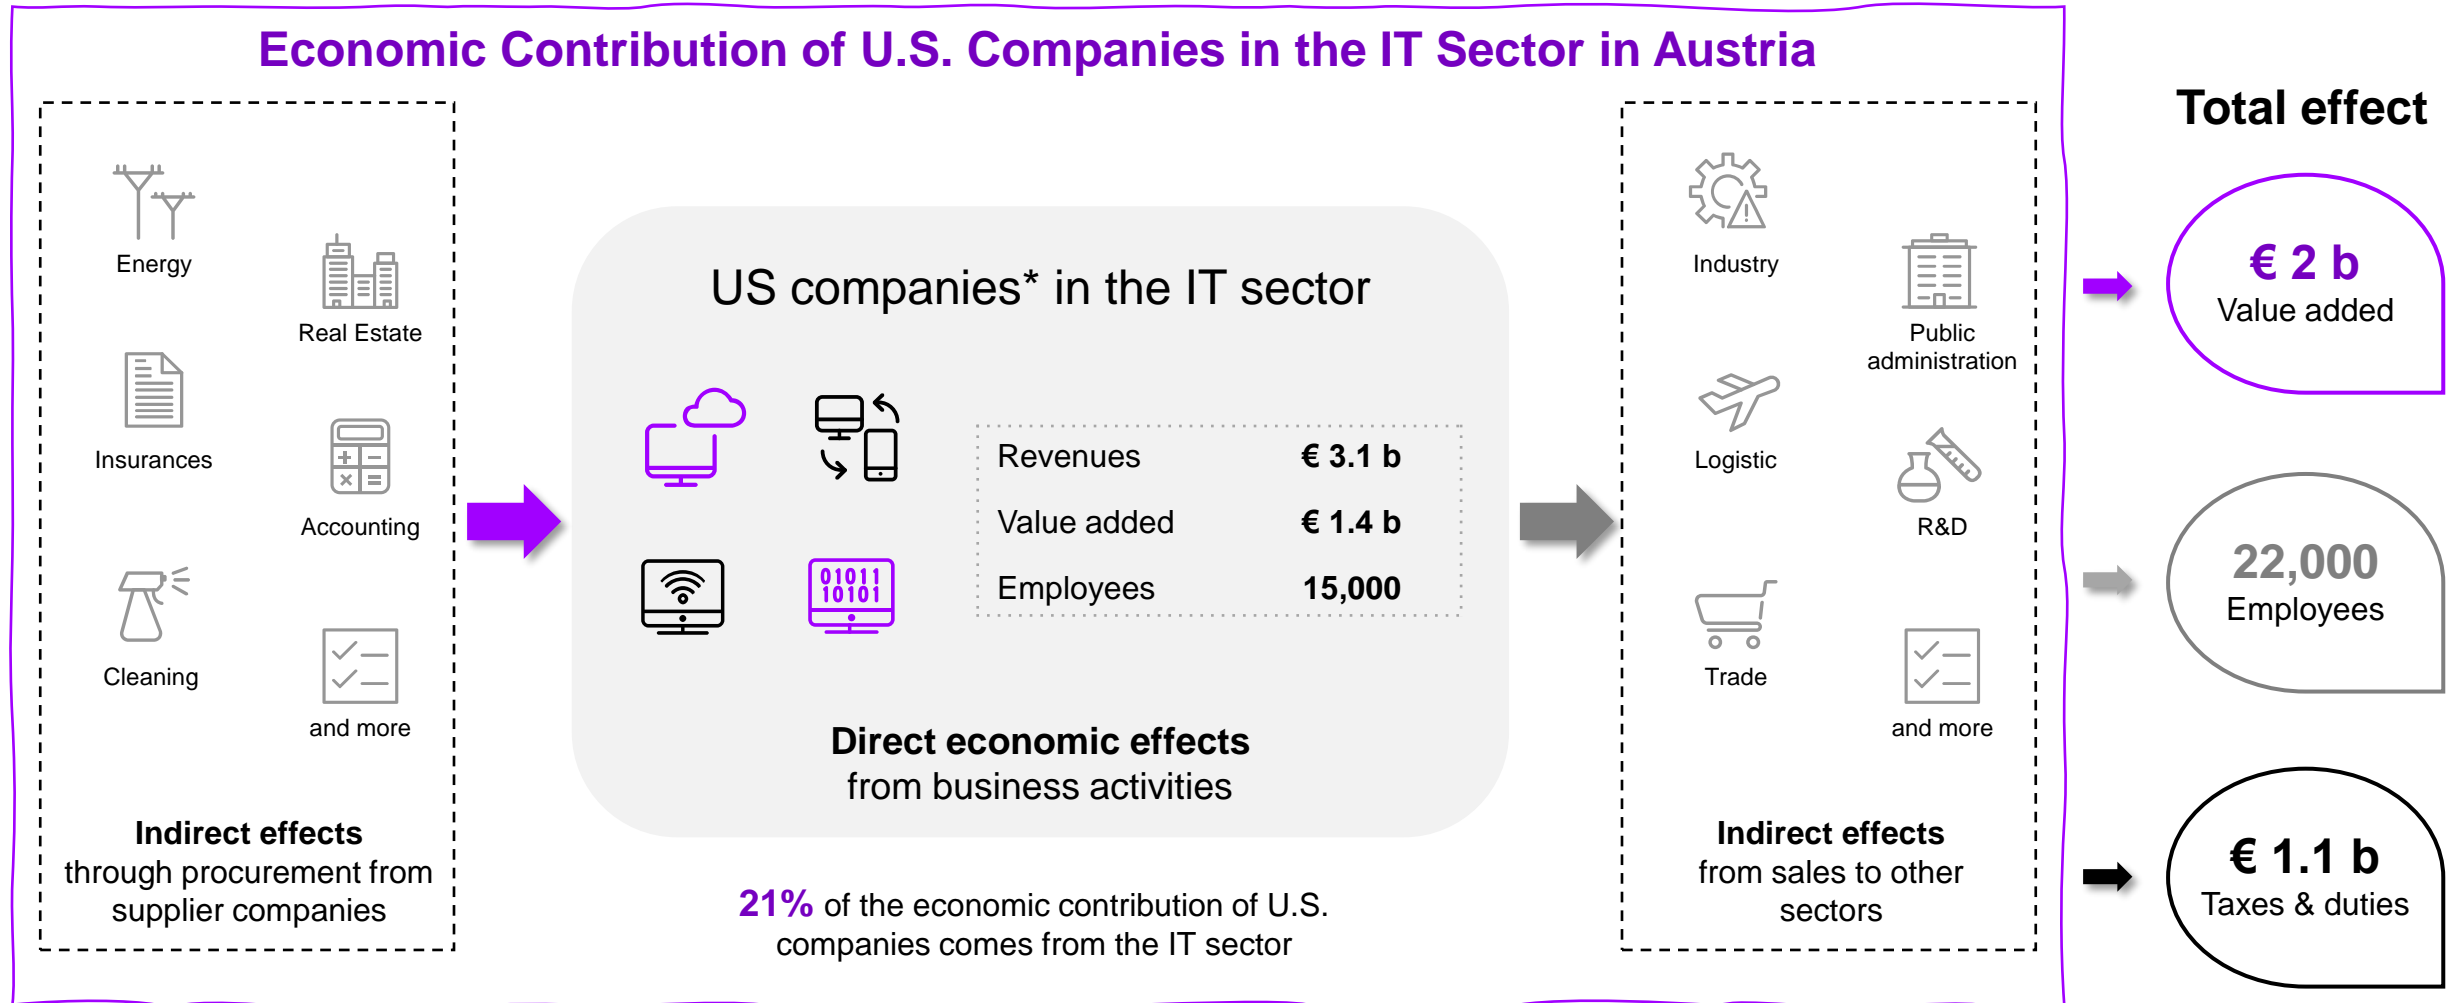 Economic Contribution of U.S. Companies in the IT Sector in Austria
Energy
Real Estate
Insurances
Accounting
Cleaning
and more
Indirect effects
through procurement from
supplier companies
US companies* in the IT sector
01011
10101
Revenues € 3.1 b
Value added € 1.4 b
Employees 15,000
Direct economic effects
from business activities
21% of the economic contribution of U.S.
companies comes from the IT sector
Industry
Public
administration
Logistic
R&D
Trade
and more
Indirect effects
from sales to other
sectors
Total effect
€ 2 b
Value added
22,000
Employees
€ 1.1 b
Taxes & duties